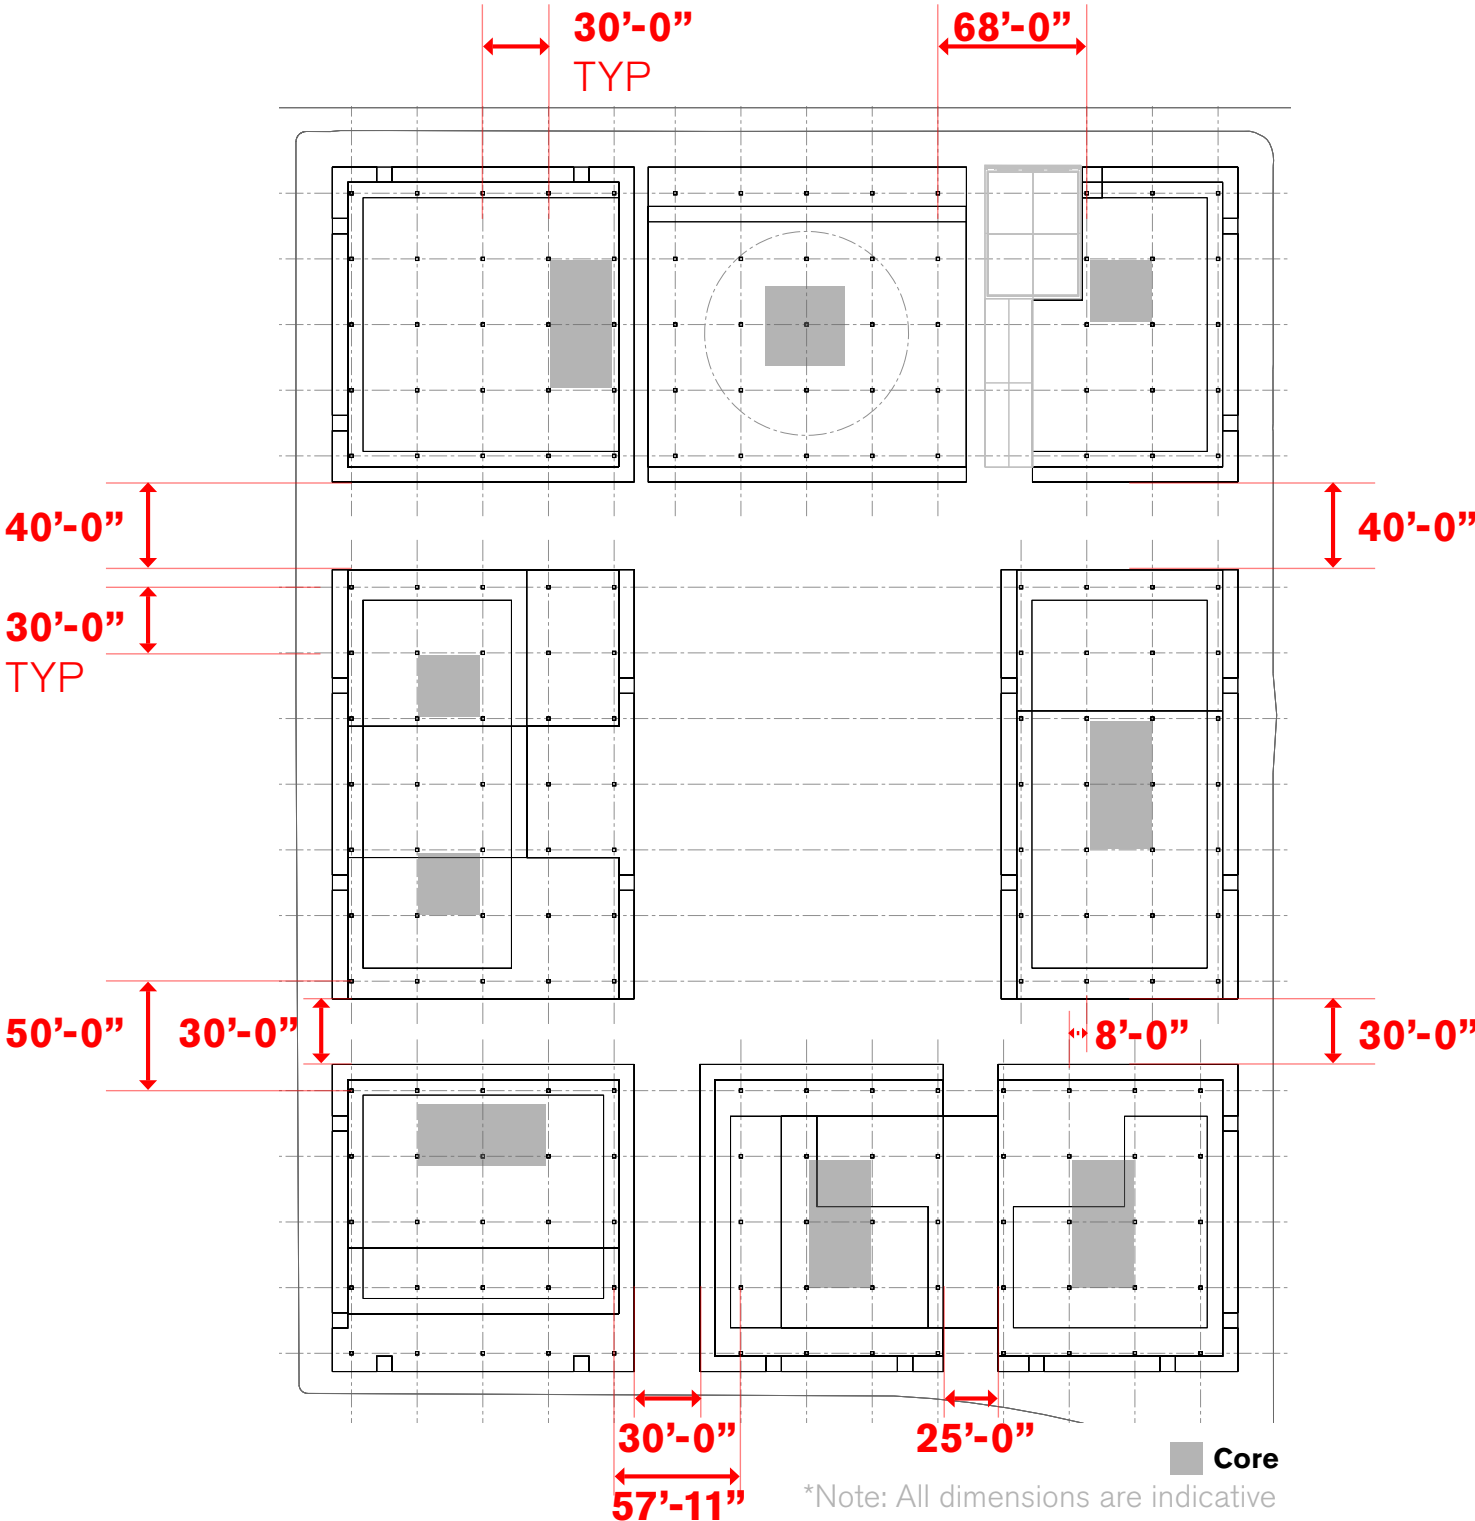 30’-0” 68’-0”
TYP
40’-0” 40’-0”
30’-0”
TYP
50’-0” 30’-0” 8’-0” 30’-0”
30’-0” 25’-0”
Core
57’-11” *Note: All dimensions are indicative